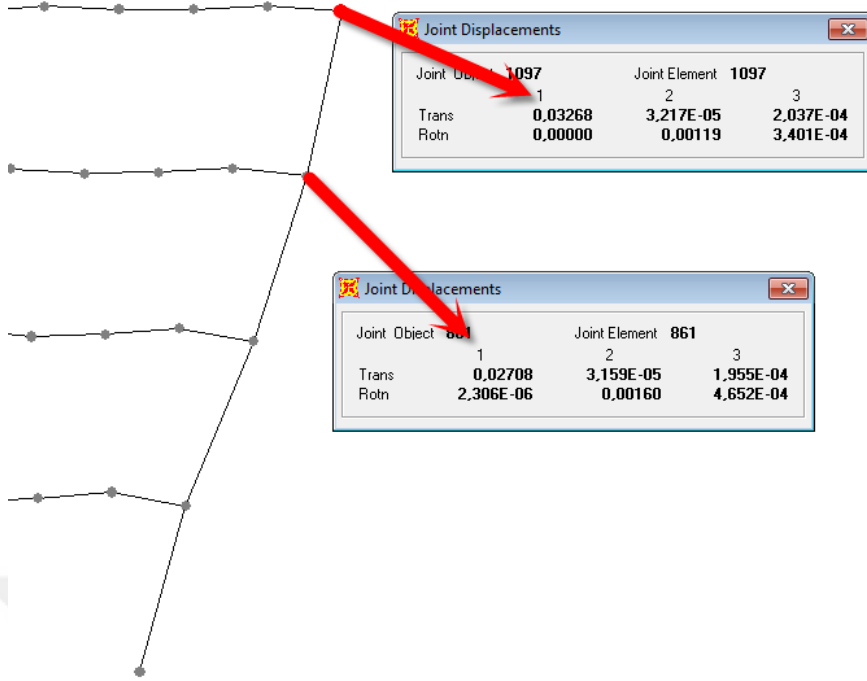 Joint Displacements
Joint 1097 Joint Element 1097
1 2 3
Trans 0,03268 3,217E-05 2,037E-04
Rotn 0,00000 0,00119 3,401E-04
Joint Displacements
Joint Object 861 Joint Element 861
1 2 3
Trans 0,02708 3,159E-05 1,955E-04
Rotn 2,306E-06 0,00160 4,652E-04